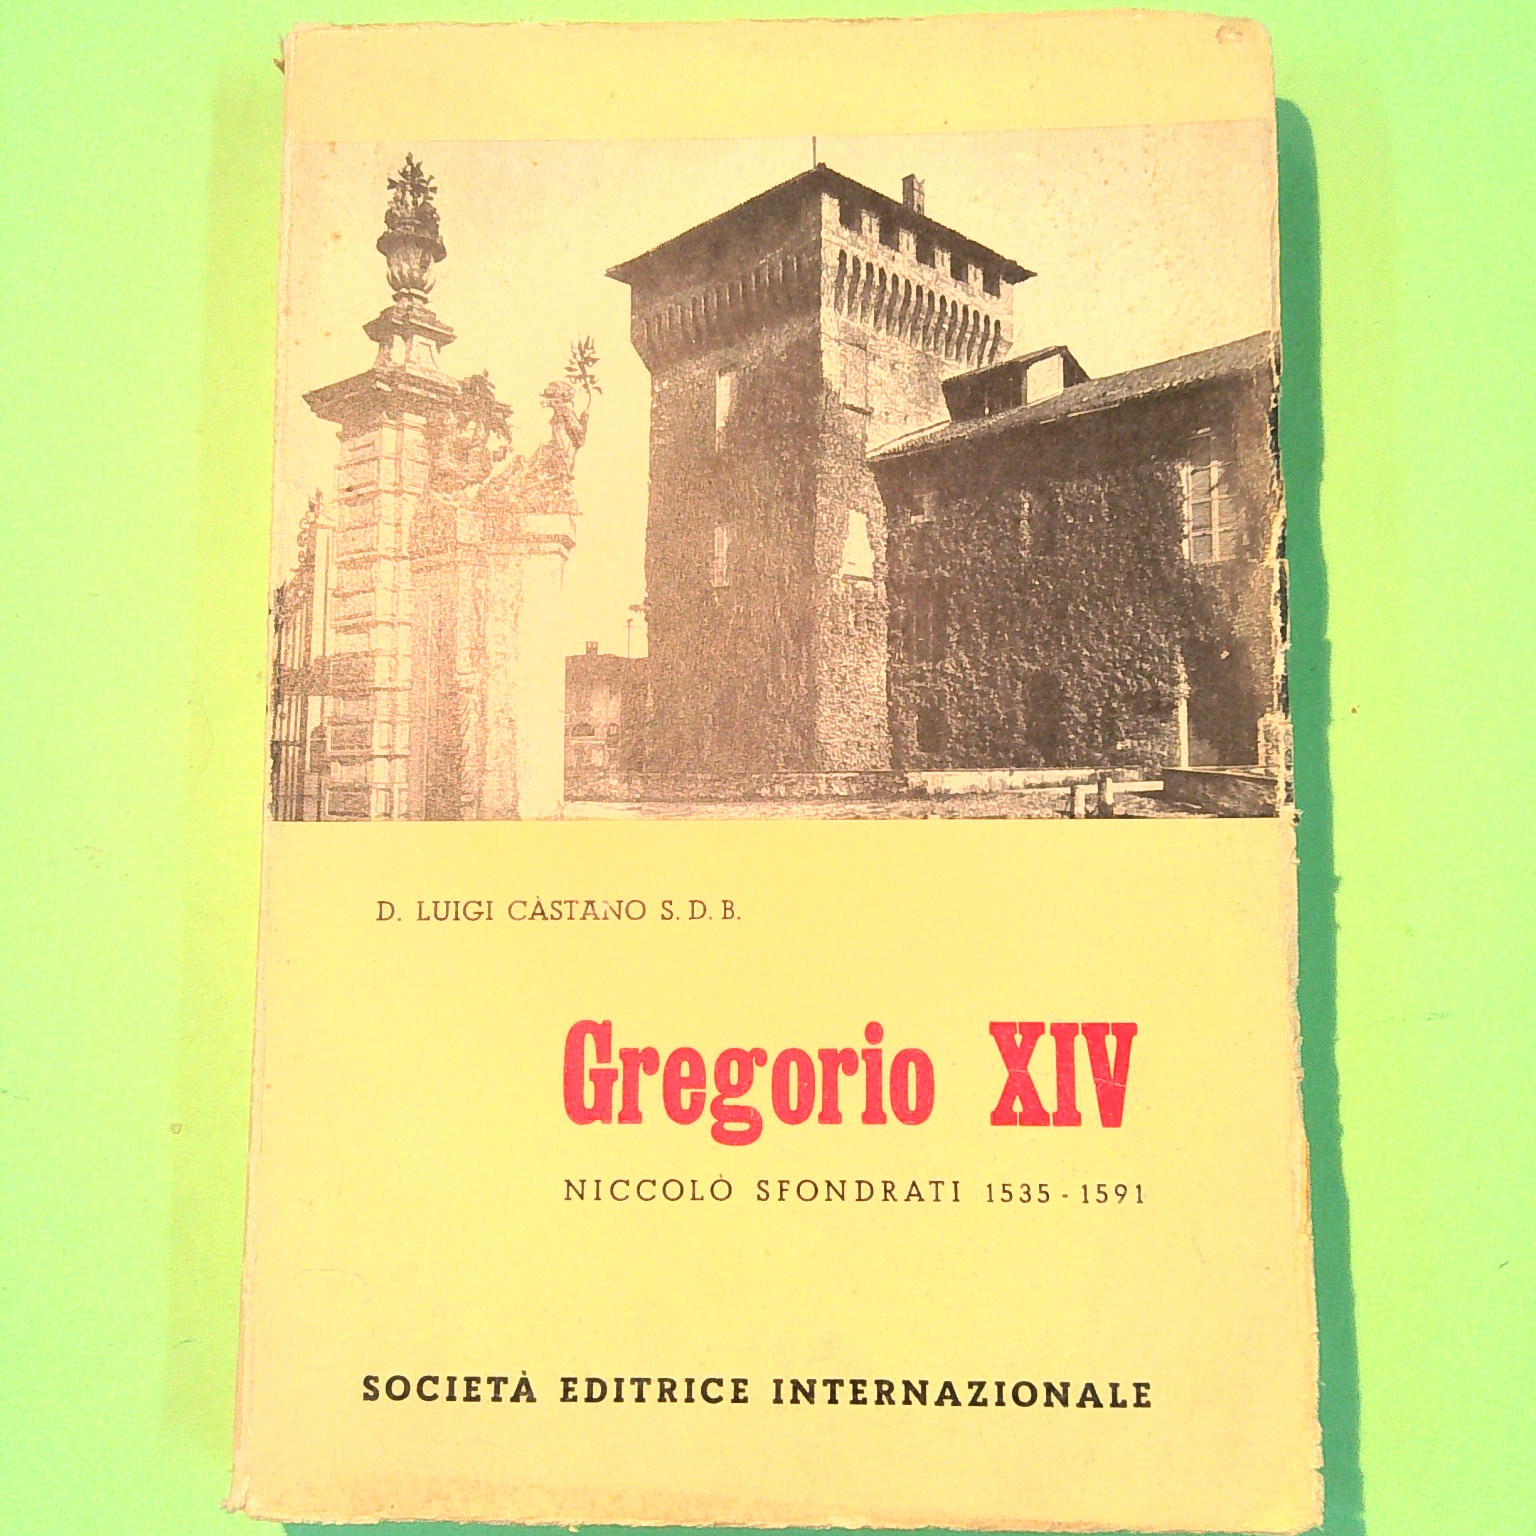 D. LUIGI CÀSTANO S. D. B.
Gregorio XIV
NICCOLÒ SFONDRATI 1535 - 1591
SOCIETÀ EDITRICE INTERNAZIONALE